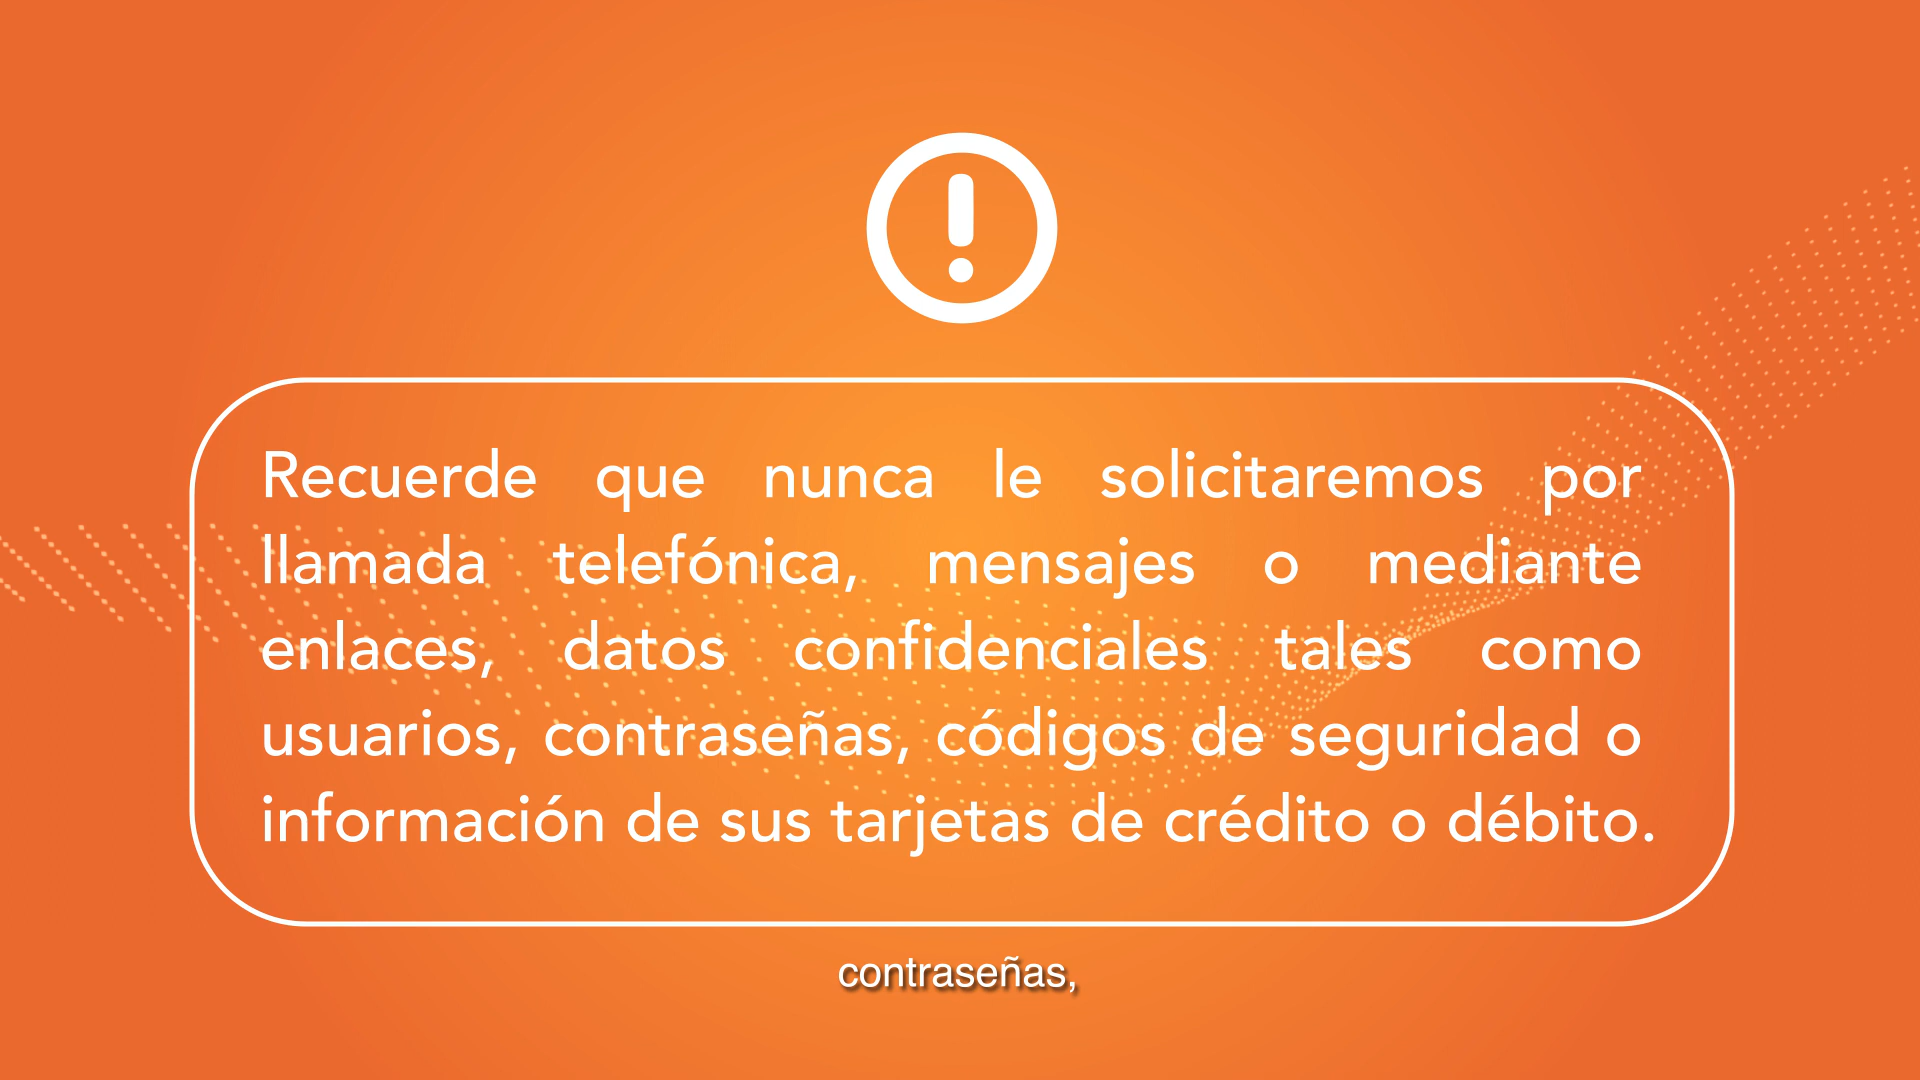 Recuerde que nunca le solicitaremos por
llamada telefónica, mensajes o mediante
enlaces, datos confidenciales tales como
usuarios, contraseñas, códigos de seguridad o
información de sus tarjetas de crédito o débito.
contraseñas,